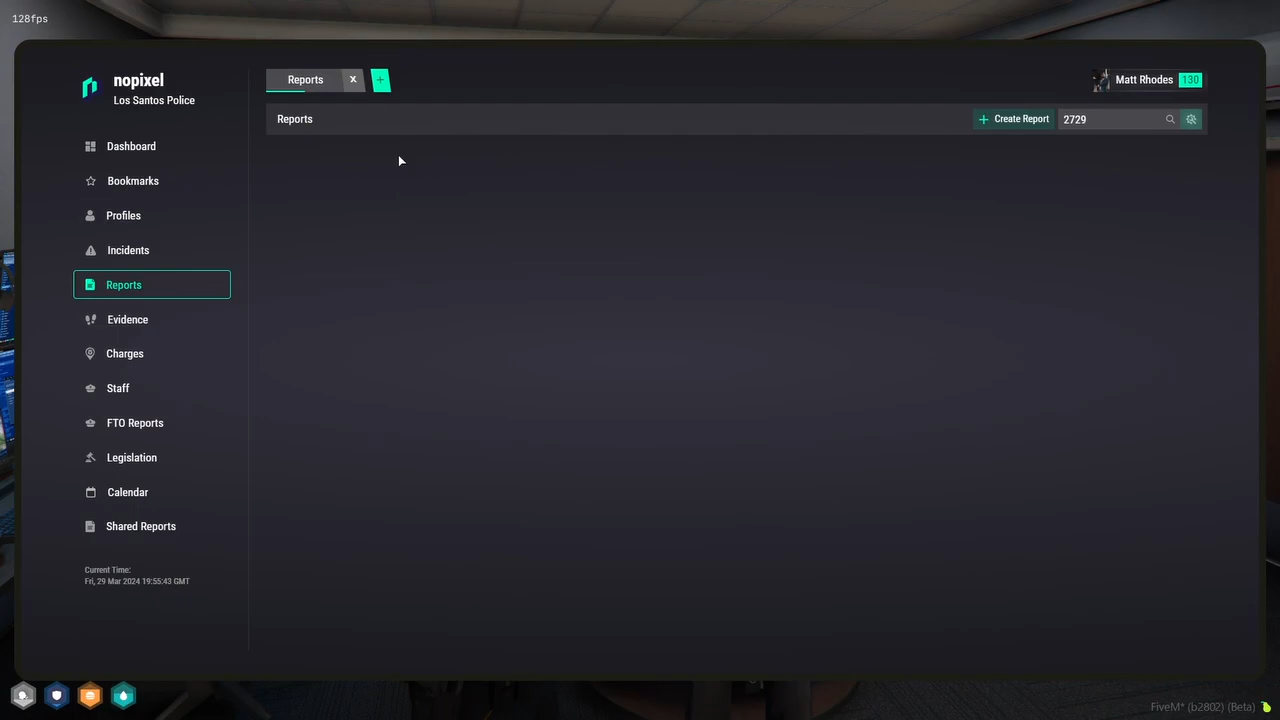 128fps
nopixel
Los Santos Police
Dashboard
Bookmarks
Profiles
Incidents
Reports
Evidence
Charges
Staff
FTO Reports
Legislation
Calendar
Shared Reports
Current Time:
Fri, 29 Mar 2024 19:55:43 GMT
Reports x +
Matt Rhodes 130
Reports
+ Create Report
2729
FiveM* (b2802) (Beta)